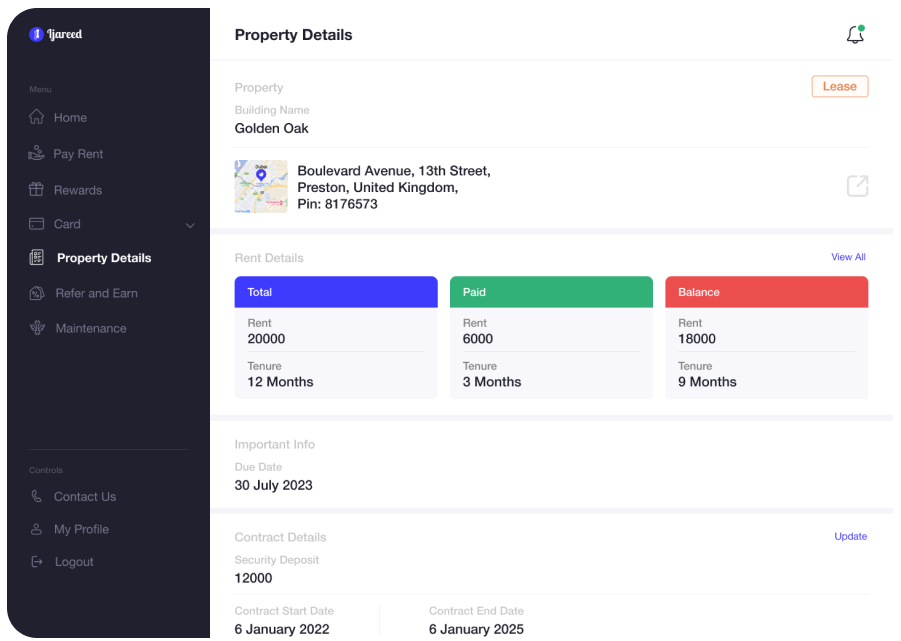 Ijareed
Menu
Home
Pay Rent
Rewards
Card
Property Details
Refer and Earn
Maintenance
Controls
Contact Us
My Profile
Logout
Property Details
Property
Lease
Building Name
Golden Oak
Dubai
Boulevard Avenue, 13th Street,
Preston, United Kingdom,
Pin: 8176573
Rent Details
View All
Total
Rent
20000
Tenure
12 Months
Paid
Rent
6000
Tenure
3 Months
Balance
Rent
18000
Tenure
9 Months
Important Info
Due Date
30 July 2023
Contract Details
Update
Security Deposit
12000
Contract Start Date
6 January 2022
Contract End Date
6 January 2025